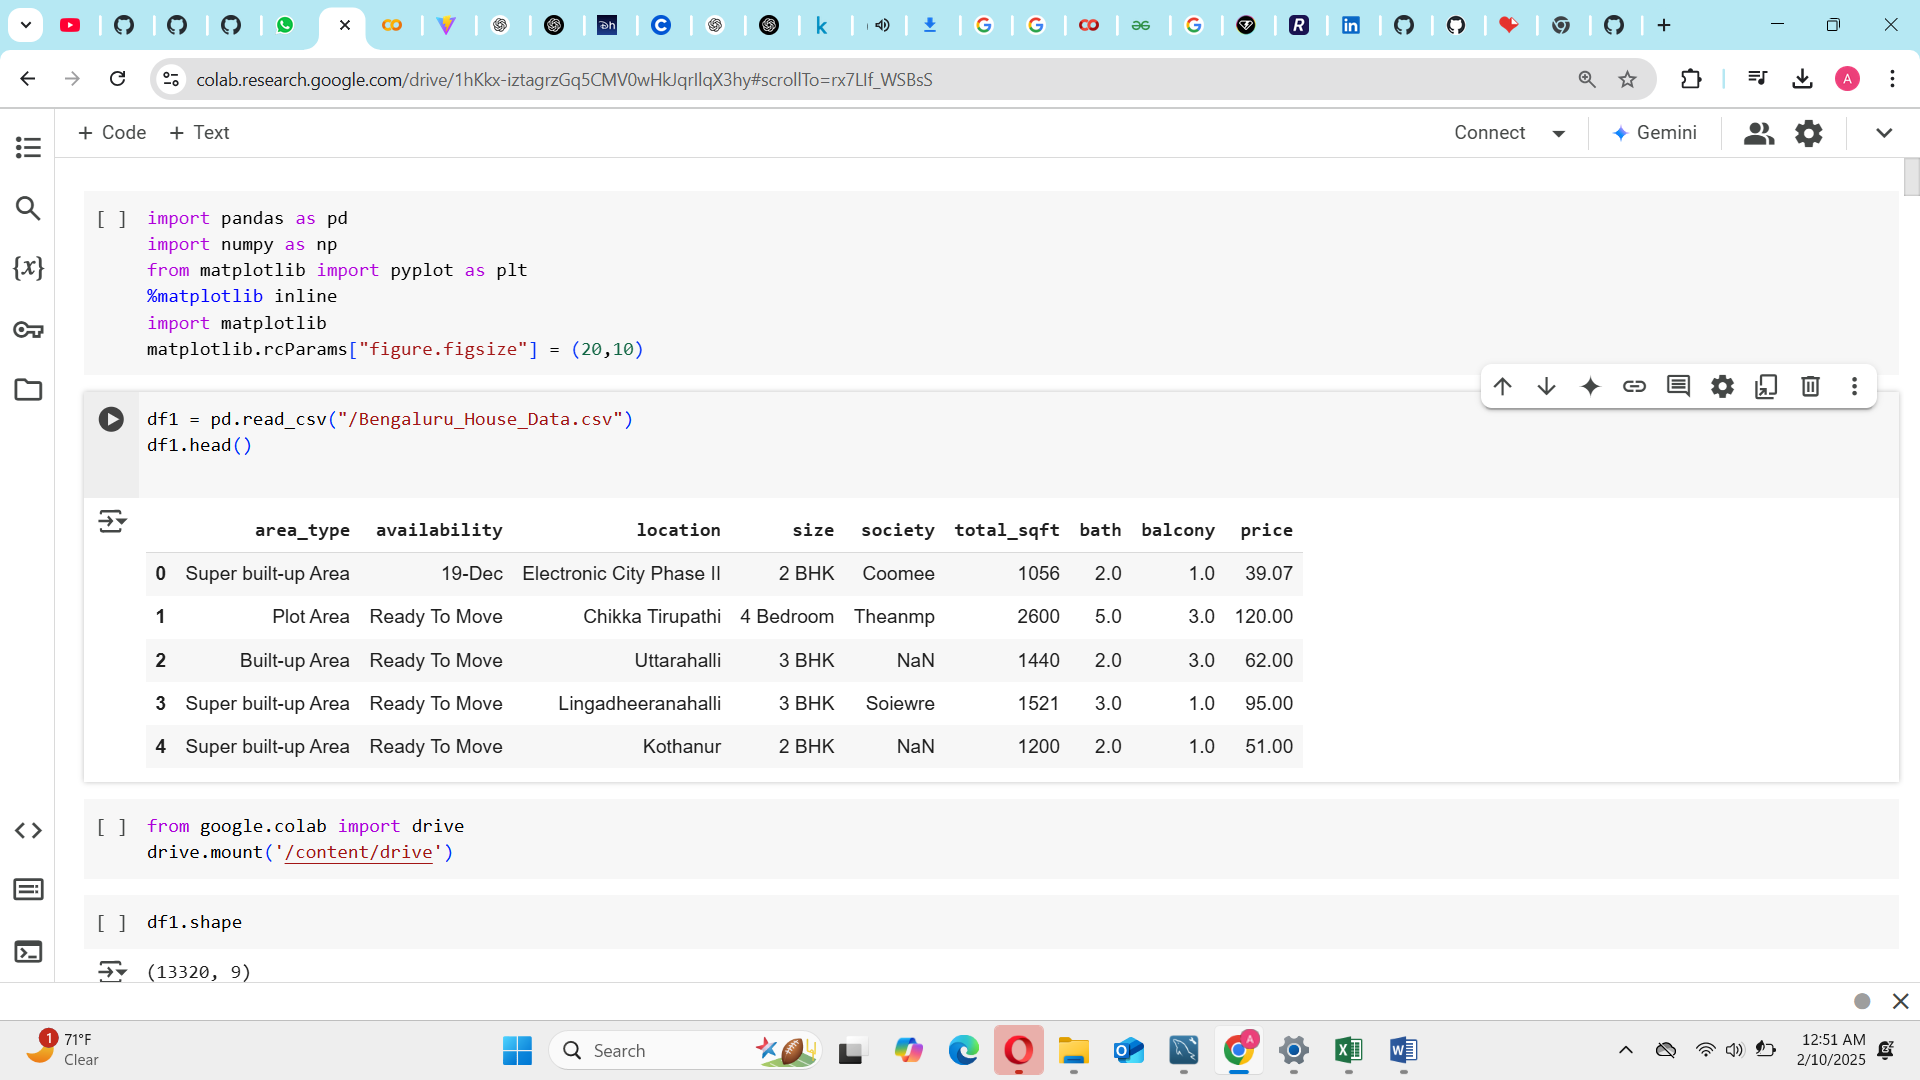 colab.research.google.com/drive/1hKkx-iztagrzGq5CMV0wHkJqrIlqX3hy#scrollTo=rx7LIf_WSBsS
A
+ Code + Text
Connect
Gemini
[ ] import pandas as pd
import numpy as np
from matplotlib import pyplot as plt
%matplotlib inline
import matplotlib
matplotlib.rcParams["figure.figsize"] = (20,10)
df1 = pd.read_csv("/Bengaluru_House_Data.csv")
df1.head()
area_type availability location size society total_sqft bath balcony price
0 Super built-up Area 19-Dec Electronic City Phase II 2 BHK Coomee 1056 2.0 1.0 39.07
1 Plot Area Ready To Move Chikka Tirupathi 4 Bedroom Theanmp 2600 5.0 3.0 120.00
2 Built-up Area Ready To Move Uttarahalli 3 BHK NaN 1440 2.0 3.0 62.00
3 Super built-up Area Ready To Move Lingadheeranahalli 3 BHK Soiewre 1521 3.0 1.0 95.00
4 Super built-up Area Ready To Move Kothanur 2 BHK NaN 1200 2.0 1.0 51.00
[ ] from google.colab import drive
drive.mount('/content/drive')
[ ] df1.shape
(13320, 9)
1
71°F
Clear
Search
12:51 AM
2/10/2025